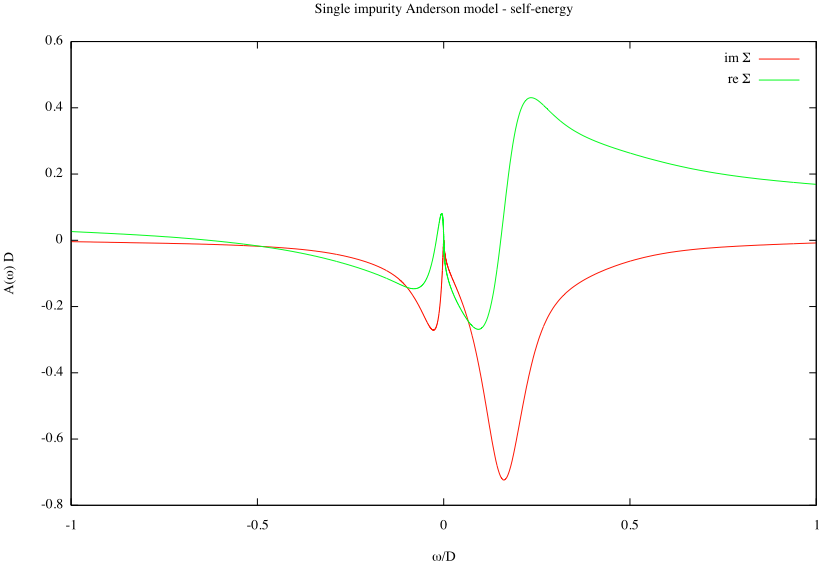 Single impurity Anderson model - self-energy
im Σ
re Σ
0.6
0.4
0.2
0
-0.2
-0.4
-0.6
-0.8
A(ω) D
-1
-0.5
0
0.5
1
ω/D